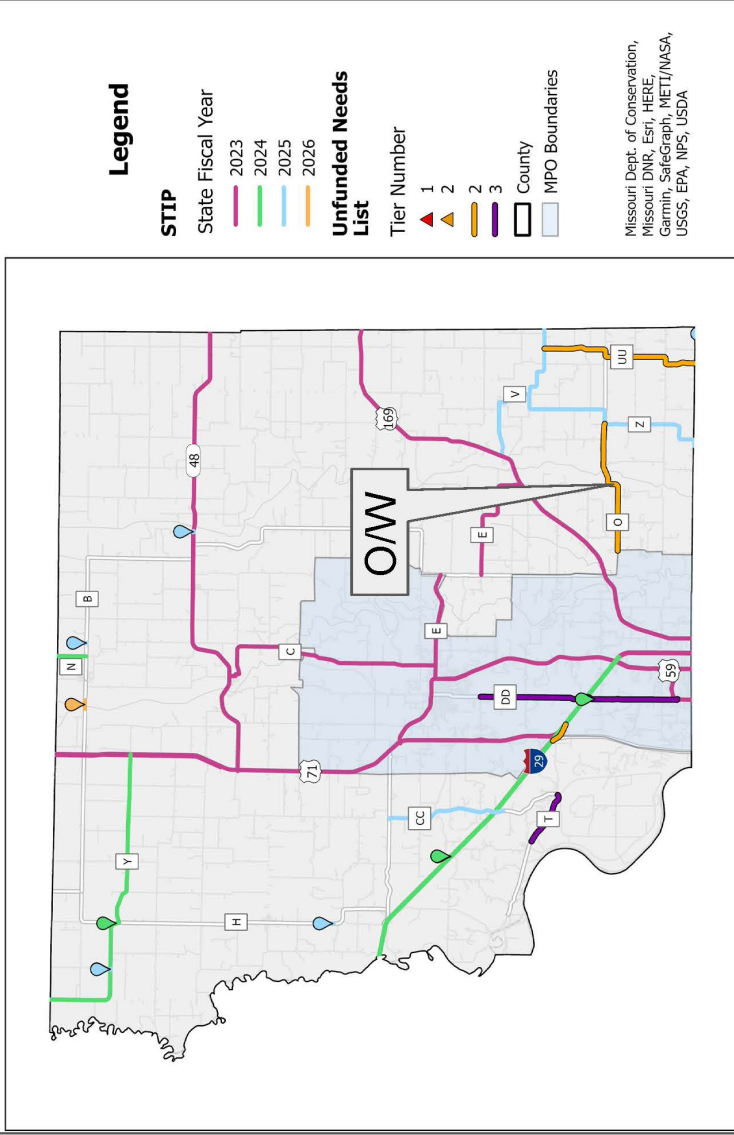 Legend
STIP
State Fiscal Year
2023
2024
2025
2026
Unfunded Needs
List
Tier Number
1
2
2
3
County
MPO Boundaries
Missouri Dept. of Conservation,
Missouri DNR, Esri, HERE,
Garmin, SafeGraph, METI/NASA,
USGS, EPA, NPS, USDA
N
B
48
Y
H
C
71
169
O/W
V
UU
Z
E
O
E
DD
59
29
CC
T